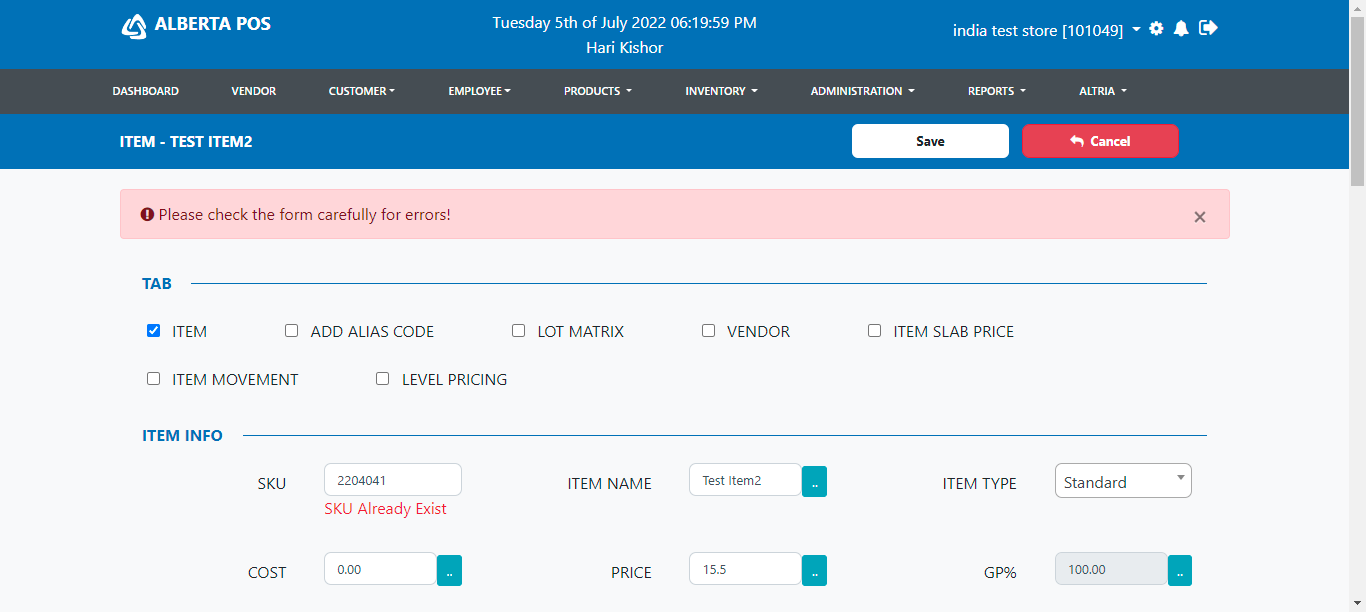 ALBERTA POS
Tuesday 5th of July 2022 06:19:59 PM
Hari Kishor
india test store [101049]
DASHBOARD VENDOR CUSTOMER EMPLOYEE PRODUCTS INVENTORY ADMINISTRATION REPORTS ALTRIA
ITEM - TEST ITEM2 Save Cancel
Please check the form carefully for errors! ×
TAB
ITEM ADD ALIAS CODE LOT MATRIX VENDOR ITEM SLAB PRICE
ITEM MOVEMENT LEVEL PRICING
ITEM INFO
SKU 2204041 ITEM NAME Test Item2 .. ITEM TYPE Standard
SKU Already Exist
COST 0.00 .. PRICE 15.5 .. GP% 100.00 ..